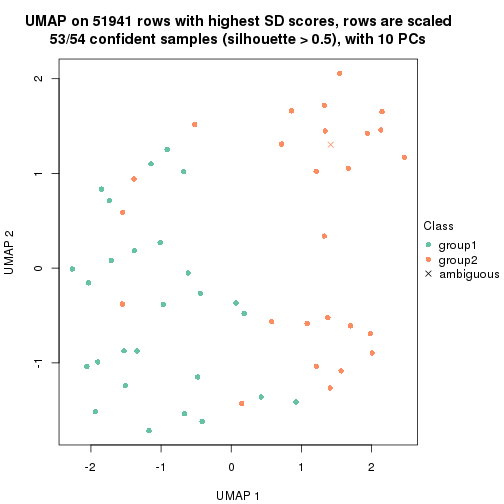 UMAP on 51941 rows with highest SD scores, rows are scaled
53/54 confident samples (silhouette > 0.5), with 10 PCs
2
1
0
-1
UMAP 2
-2
-1
0
1
2
UMAP 1
Class
group1
group2
ambiguous